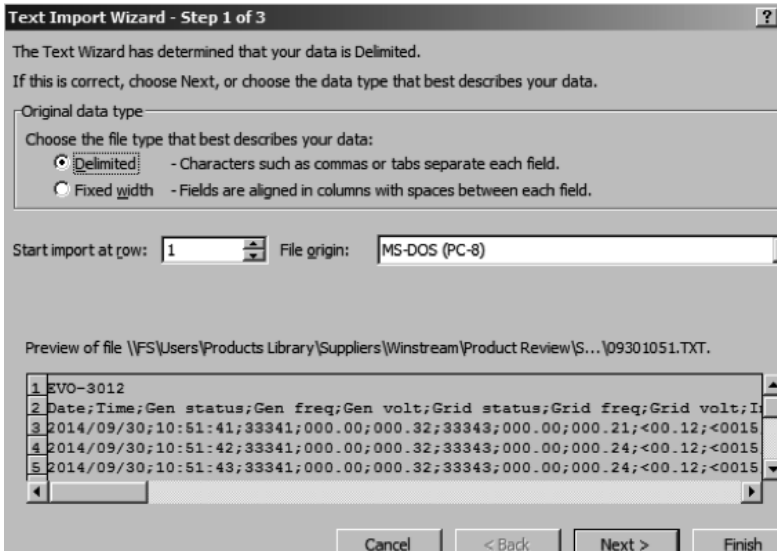 Text Import Wizard - Step 1 of 3
?
The Text Wizard has determined that your data is Delimited.
If this is correct, choose Next, or choose the data type that best describes your data.
Original data type
Choose the file type that best describes your data:
Delimited - Characters such as commas or tabs separate each field.
Fixed width - Fields are aligned in columns with spaces between each field.
Start import at row: 1 File origin: MS-DOS (PC-8)
Preview of file \\FS\Users\Products Library\Suppliers\Winstream\Product Review\S...\09301051.TXT.
1 EVO-3012
2 Date;Time;Gen status;Gen freq;Gen volt;Grid status;Grid freq;Grid volt;
3 2014/09/30;10:51:41;33341;000.00;000.32;33343;000.00;000.21;<00.12;<0015
4 2014/09/30;10:51:42;33341;000.00;000.32;33343;000.00;000.24;<00.12;<0015
5 2014/09/30;10:51:43;33341;000.00;000.32;33343;000.00;000.24;<00.12;<0015
Cancel < Back Next > Finish